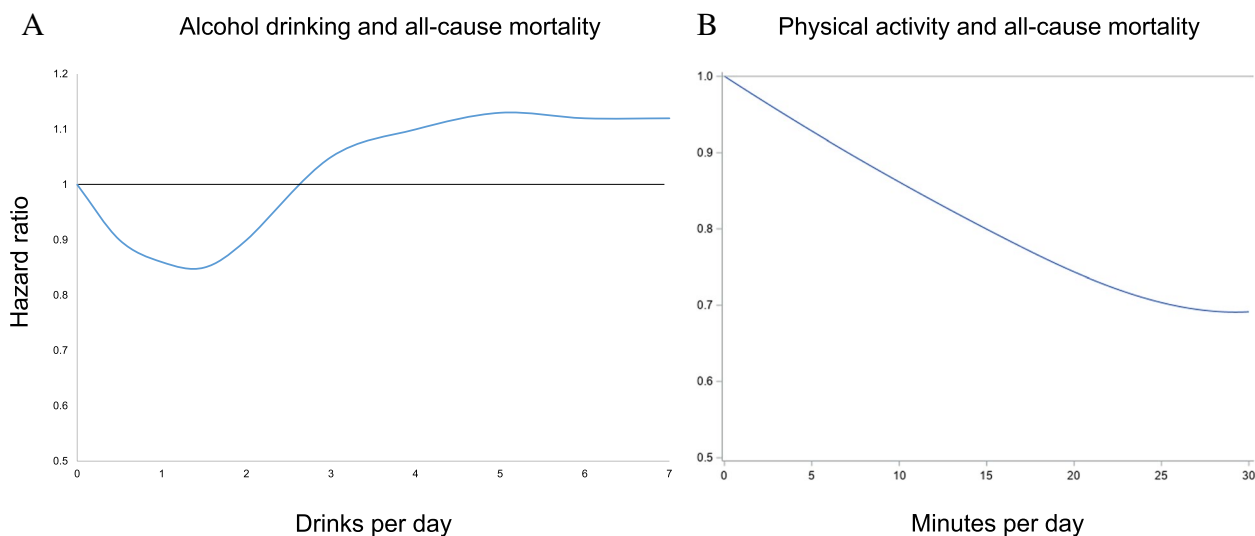 A
Alcohol drinking and all-cause mortality
1.2
1.1
1
0.9
0.8
0.7
0.6
0.5
Hazard ratio
0 1 2 3 4 5 6 7
Drinks per day
B
Physical activity and all-cause mortality
1.0
0.9
0.8
0.7
0.6
0.5
0 5 10 15 20 25 30
Minutes per day